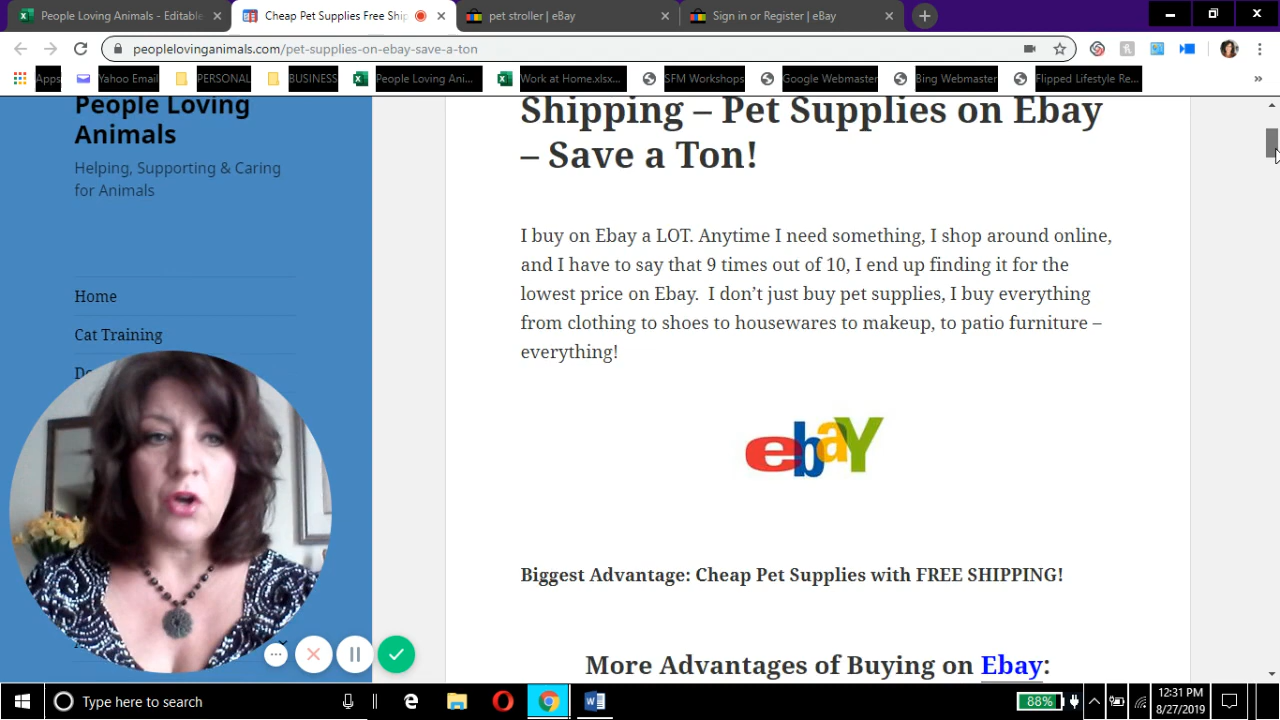 People Loving Animals - Editable
Cheap Pet Supplies Free Ship
pet stroller | eBay
Sign in or Register | eBay
peoplelovinganimals.com/pet-supplies-on-ebay-save-a-ton
Apps
Yahoo Email
PERSONAL
BUSINESS
People Loving Ani...
Work at Home.xlsx...
SFM Workshops
Google Webmaster
Bing Webmaster
Flipped Lifestyle Re...
»
People Loving
Animals
Helping, Supporting & Caring
for Animals
Home
Cat Training
Shipping – Pet Supplies on Ebay
– Save a Ton!
I buy on Ebay a LOT. Anytime I need something, I shop around online,
and I have to say that 9 times out of 10, I end up finding it for the
lowest price on Ebay.  I don’t just buy pet supplies, I buy everything
from clothing to shoes to housewares to makeup, to patio furniture –
everything!
ebaY
Biggest Advantage: Cheap Pet Supplies with FREE SHIPPING!
More Advantages of Buying on Ebay:
Type here to search
88%
12:31 PM
8/27/2019